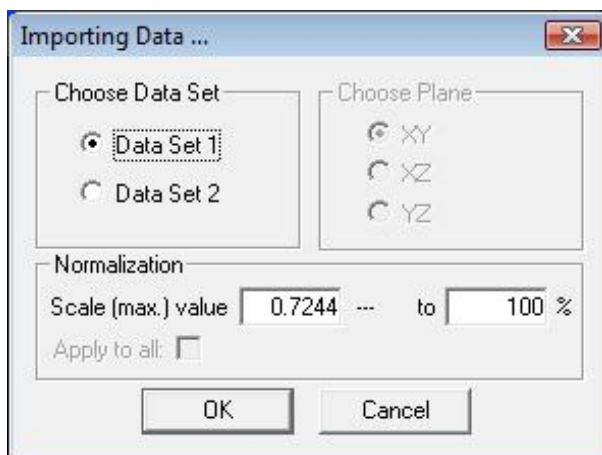 Importing Data ...
Choose Data Set
Data Set 1
Data Set 2
Choose Plane
XY
XZ
YZ
Normalization
Scale (max.) value 0.7244 --- to 100 %
Apply to all:
OK Cancel